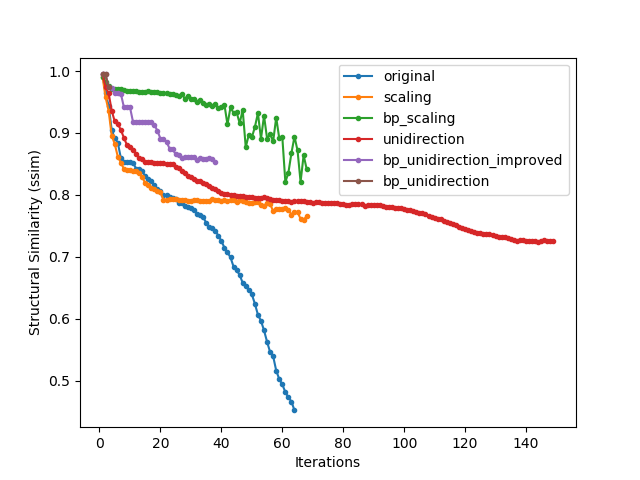 1.0
0.9
0.8
0.7
0.6
0.5
Structural Similarity (ssim)
original
scaling
bp_scaling
unidirection
bp_unidirection_improved
bp_unidirection
0 20 40 60 80 100 120 140
Iterations